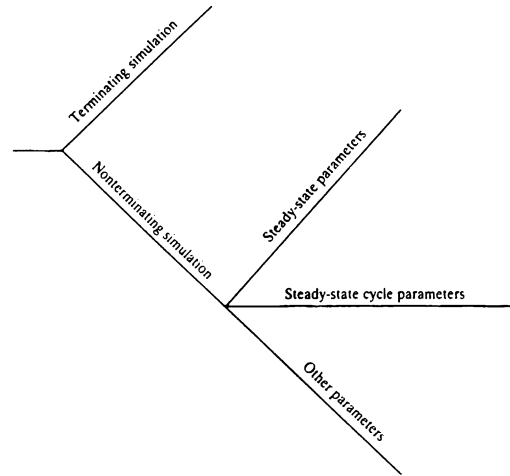 Terminating simulation
Nonterminating simulation
Steady-state parameters
Steady-state cycle parameters
Other parameters